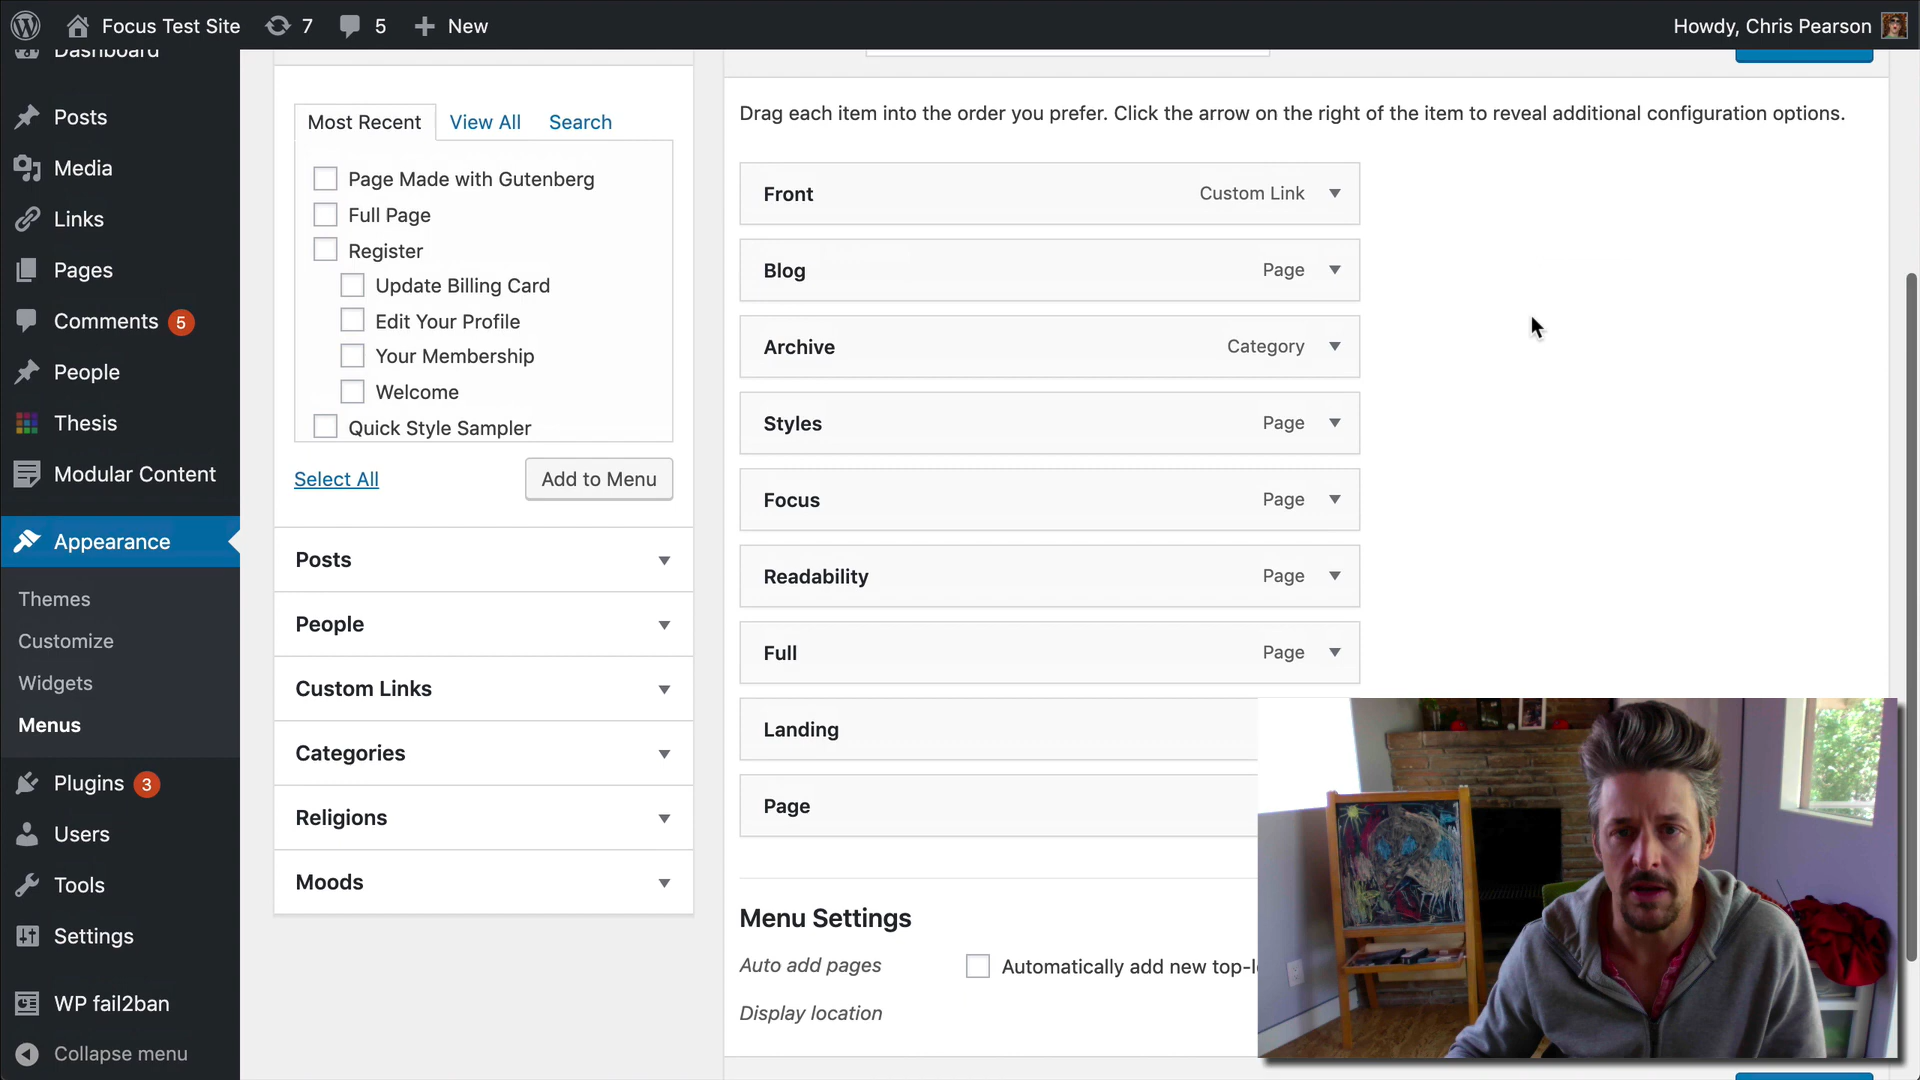 Focus Test Site 7 5 New Howdy, Chris Pearson
Dashboard
Posts
Media
Links
Pages
Comments 5
People
Thesis
Modular Content
Appearance
Themes
Customize
Widgets
Menus
Plugins 3
Users
Tools
Settings
WP fail2ban
Collapse menu
Most Recent View All Search
Page Made with Gutenberg
Full Page
Register
Update Billing Card
Edit Your Profile
Your Membership
Welcome
Quick Style Sampler
Select All Add to Menu
Posts
People
Custom Links
Categories
Religions
Moods
Drag each item into the order you prefer. Click the arrow on the right of the item to reveal additional configuration options.
Front Custom Link
Blog Page
Archive Category
Styles Page
Focus Page
Readability Page
Full Page
Landing
Page
Menu Settings
Auto add pages Automatically add new
Display location